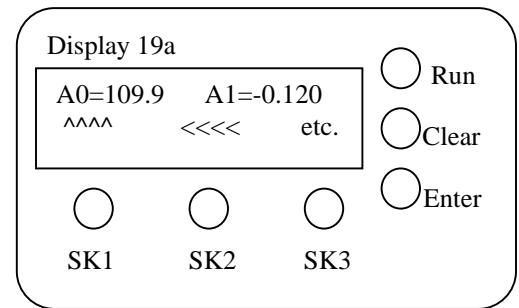 Display 19a
A0=109.9 A1=-0.120
^^^^ <<<< etc.
Run
Clear
Enter
SK1 SK2 SK3